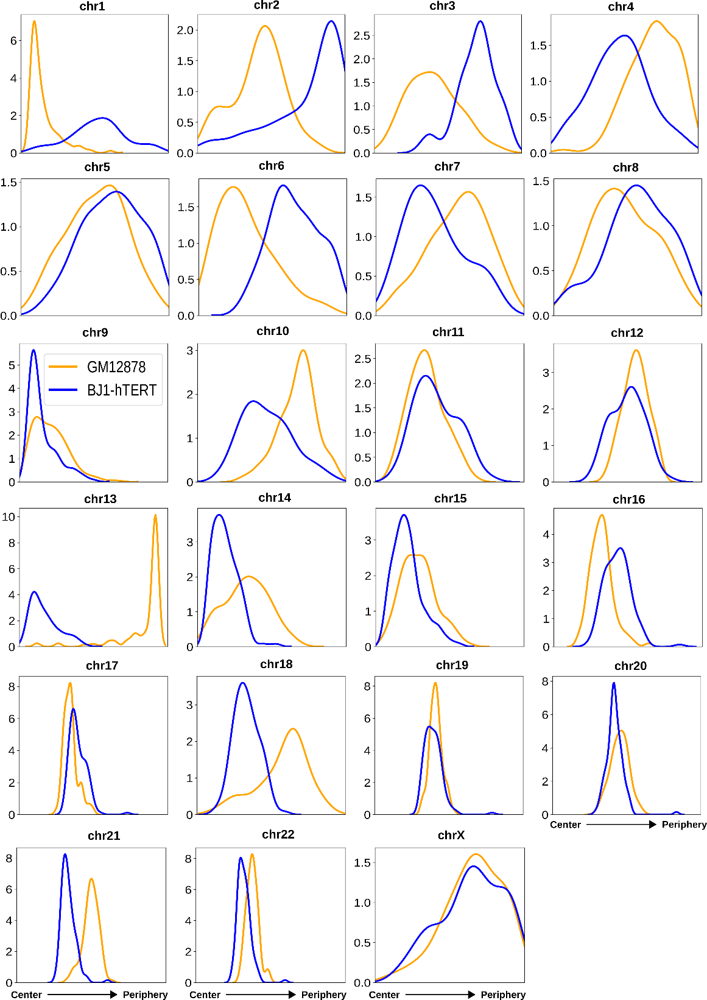 chr1 chr2 chr3 chr4
6 4 2 0
2.0 1.5 1.0 0.5 0.0
2.5 2.0 1.5 1.0 0.5 0.0
1.5 1.0 0.5 0.0
chr5 chr6 chr7 chr8
1.5 1.0 0.5 0.0
1.5 1.0 0.5 0.0
1.5 1.0 0.5 0.0
1.5 1.0 0.5 0.0
chr9 chr10 chr11 chr12
5 4 3 2 1 0
GM12878
BJ1-hTERT
3 2 1 0
2.5 2.0 1.5 1.0 0.5 0.0
3 2 1 0
chr13 chr14 chr15 chr16
10 8 6 4 2 0
3 2 1 0
3 2 1 0
4 3 2 1 0
chr17 chr18 chr19 chr20
8 6 4 2 0
3 2 1 0
8 6 4 2 0
8 6 4 2 0
Center Periphery
chr21 chr22 chrX
8 6 4 2 0
8 6 4 2 0
1.5 1.0 0.5 0.0
Center Periphery Center Periphery Center Periphery